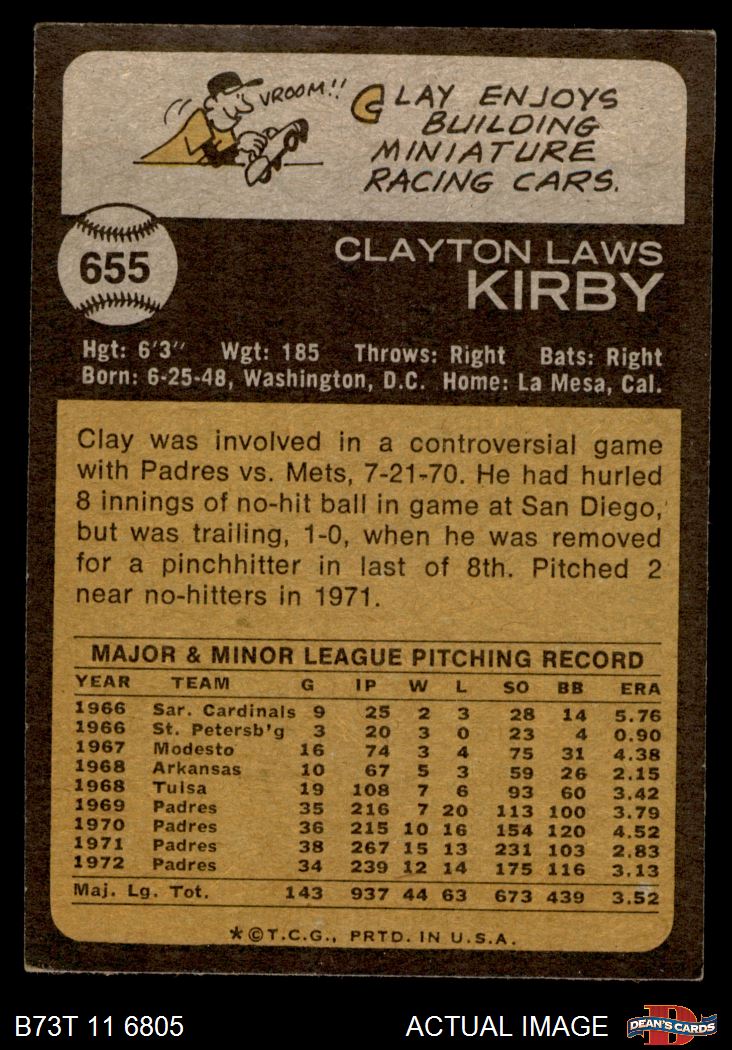 VROOM!!
CLAY ENJOYS
BUILDING
MINIATURE
RACING CARS.
655
CLAYTON LAWS
KIRBY
Hgt: 6'3" Wgt: 185 Throws: Right Bats: Right
Born: 6-25-48, Washington, D.C. Home: La Mesa, Cal.
Clay was involved in a controversial game
with Padres vs. Mets, 7-21-70. He had hurled
8 innings of no-hit ball in game at San Diego,
but was trailing, 1-0, when he was removed
for a pinchhitter in last of 8th. Pitched 2
near no-hitters in 1971.
MAJOR & MINOR LEAGUE PITCHING RECORD
YEAR TEAM G IP W L SO BB ERA
1966 Sar. Cardinals 9 25 2 3 28 14 5.76
1966 St. Petersb'g 3 20 3 0 23 4 0.90
1967 Modesto 16 74 3 4 75 31 4.38
1968 Arkansas 10 67 5 3 59 26 2.15
1968 Tulsa 19 108 7 6 93 60 3.42
1969 Padres 35 216 7 20 113 100 3.79
1970 Padres 36 215 10 16 154 120 4.52
1971 Padres 38 267 15 13 231 103 2.83
1972 Padres 34 239 12 14 175 116 3.13
Maj. Lg. Tot. 143 937 44 63 673 439 3.52
*©T.C.G., PRTD. IN U.S.A.
B73T 11 6805 ACTUAL IMAGE DEAN'S CARDS